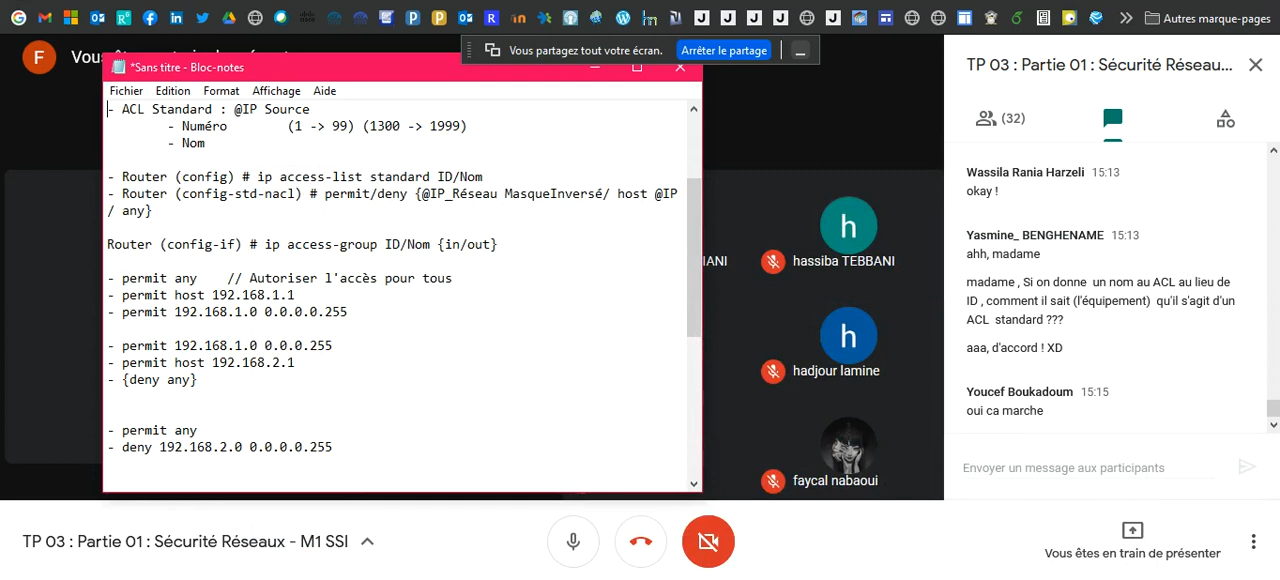 Autres marque-pages
F
Vous partagez tout votre écran.
Arrêter le partage
*Sans titre - Bloc-notes
Fichier Edition Format Affichage Aide
- ACL Standard : @IP Source
- Numéro (1 -> 99) (1300 -> 1999)
- Nom
- Router (config) # ip access-list standard ID/Nom
- Router (config-std-nacl) # permit/deny {@IP_Réseau MasqueInversé/ host @IP
/ any}
Router (config-if) # ip access-group ID/Nom {in/out}
- permit any // Autoriser l'accès pour tous
- permit host 192.168.1.1
- permit 192.168.1.0 0.0.0.0.255
- permit 192.168.1.0 0.0.0.255
- permit host 192.168.2.1
- {deny any}
- permit any
- deny 192.168.2.0 0.0.0.255
IANI
h
hassiba TEBBANI
h
hadjour lamine
faycal nabaoui
TP 03 : Partie 01 : Sécurité Réseau...
(32)
Wassila Rania Harzeli 15:13
okay !
Yasmine_ BENGHENAME 15:13
ahh, madame
madame , Si on donne un nom au ACL au lieu de
ID , comment il sait (l'équipement) qu'il s'agit d'un
ACL standard ???
aaa, d'accord ! XD
Youcef Boukadoum 15:15
oui ca marche
Envoyer un message aux participants
TP 03 : Partie 01 : Sécurité Réseaux - M1 SSI
Vous êtes en train de présenter